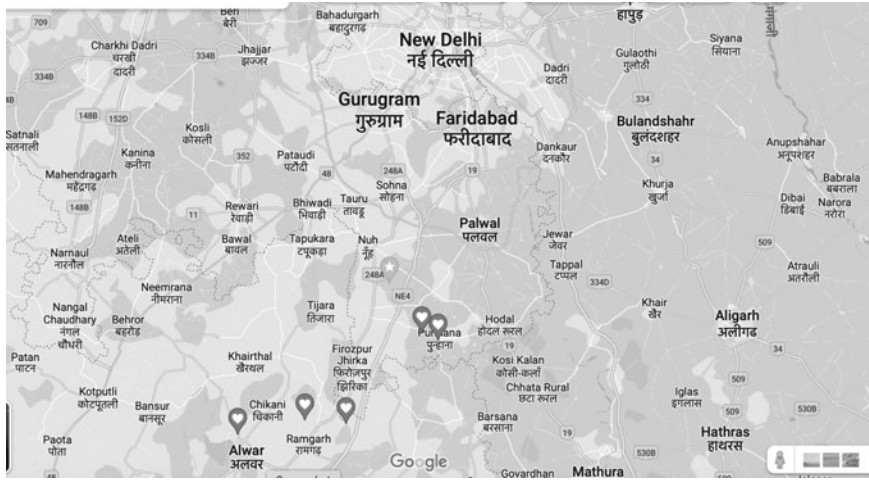 Beri
बेरी
Bahadurgarh
बहादुरगढ़
हापुड़
709
New Delhi
नई दिल्ली
Siyana
सियाना
Charkhi Dadri
चरखी
दादरी
Jhajjar
झज्जर
Gulaothi
गुलोठी
Dadri
दादरी
334B
334B
Gurugram
गुरुग्राम
334
148B
152D
Faridabad
फरीदाबाद
Bulandshahr
बुलंदशहर
Satnali
सतनाली
Kosli
कोसली
Anupshahar
अनूपशहर
Kanina
कनीना
352
Pataudi
पटौदी
Dankaur
दनकौर
34
248A
19
48
Mahendragarh
महेंद्रगढ़
Sohna
सोहना
Khurja
खुर्जा
Babrala
बबराला
Tauru
तावडू
Dibai
डिबाई
Narora
नरोरा
148B
11
Rewari
रेवाड़ी
Bhiwadi
भिवाड़ी
Palwal
पलवल
Jewar
जेवर
509
Ateli
अतेली
Bawal
बावल
Tapukara
टपूकड़ा
Nuh
नूँह
Narnaul
नारनौल
Tappal
टप्पल
Atrauli
अतरौली
248A
334D
Neemrana
नीमराना
NE4
Nangal
Chaudhary
नंगल
चौधरी
Behror
बहरोड़
Tijara
तिजारा
Hodal
होदल रूरल
Khair
खैर
Aligarh
अलीगढ
पुन्हाना
19
34
Patan
पाटन
Khairthal
खैरथल
Firozpur
Jhirka
फिरोज़पुर
झिरिका
Kosi Kalan
कोसी-कलाँ
509
Kotputli
कोटपूतली
Bansur
बानसूर
Chikani
चिकानी
Chhata Rural
छटा रूरल
Iglas
इगलास
509
530B
Barsana
बरसाना
19
Hathras
हाथरस
Paota
पोता
Alwar
अलवर
Ramgarh
रामगढ़
530B
48
Google
Govardhan
Mathura